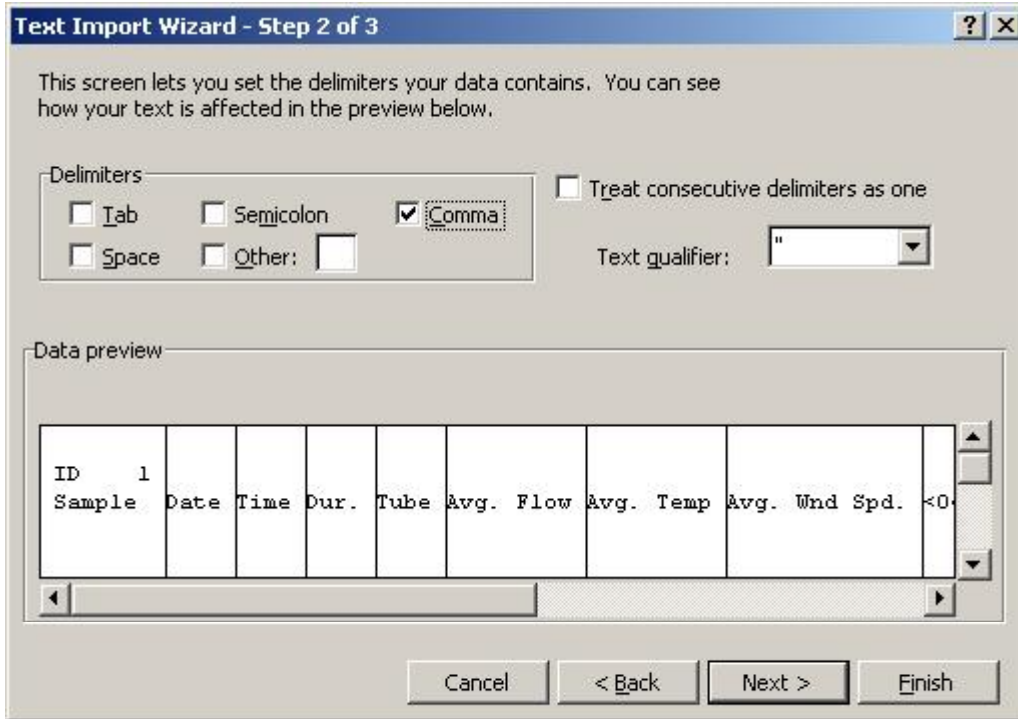 Text Import Wizard - Step 2 of 3
This screen lets you set the delimiters your data contains. You can see
how your text is affected in the preview below.
Delimiters
Treat consecutive delimiters as one
Tab Semicolon Comma
Space Other:
Text qualifier: "
Data preview
ID 1
Sample Date Time Dur. Tube Avg. Flow Avg. Temp Avg. Wnd Spd.
Cancel < Back Next > Finish